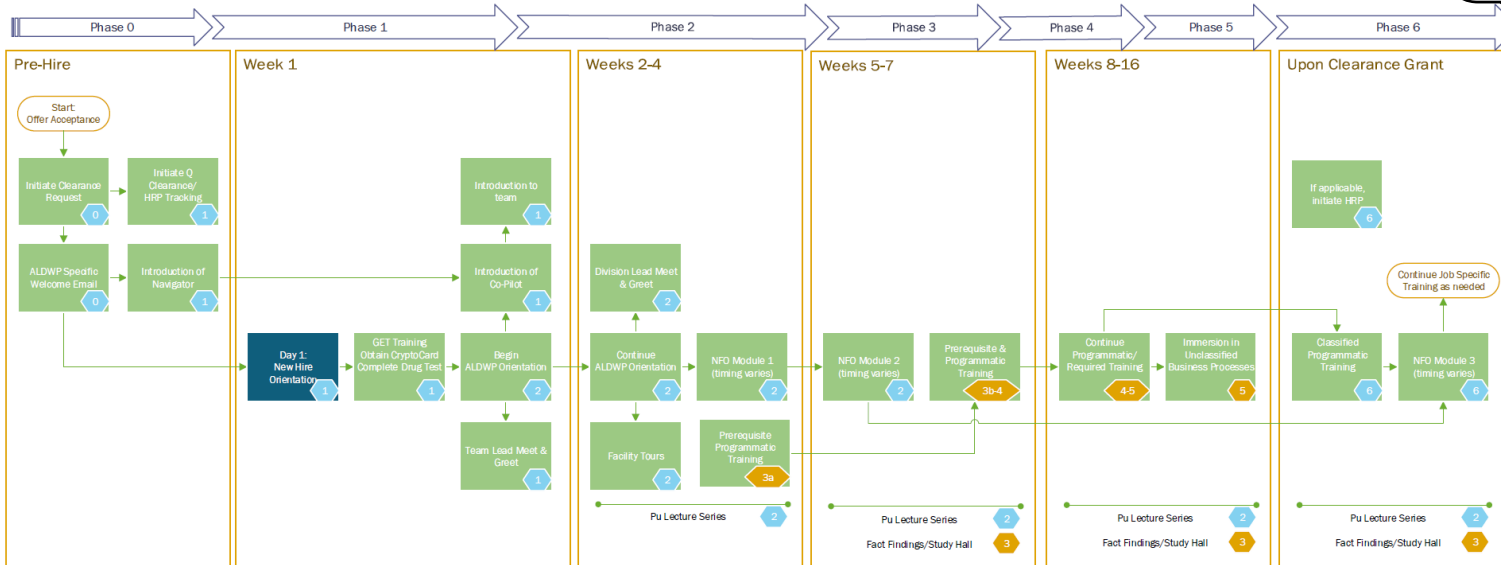 Phase 0
Phase 1
Phase 2
Phase 3
Phase 4
Phase 5
Phase 6
Pre-Hire
Start:
Offer Acceptance
Initiate Clearance
Request
0
Initiate Q
Clearance/
HRP Tracking
1
ALDWP Specific
Welcome Email
0
Introduction of
Navigator
1
Week 1
Introduction to
team
1
Introduction of
Co-Pilot
1
Day 1:
New Hire
Orientation
1
GET Training
Obtain CryptoCard
Complete Drug Test
1
Begin
ALDWP Orientation
2
Team Lead Meet &
Greet
1
Weeks 2-4
Division Lead Meet
& Greet
2
Continue
ALDWP Orientation
2
NFO Module 1
(timing varies)
2
Facility Tours
2
Prerequisite
Programmatic
Training
3a
Pu Lecture Series
2
Weeks 5-7
NFO Module 2
(timing varies)
2
Prerequisite &
Programmatic
Training
3b-4
Pu Lecture Series
2
Fact Findings/Study Hall
3
Weeks 8-16
Continue
Programmatic/
Required Training
4-5
Immersion in
Unclassified
Business Processes
5
Pu Lecture Series
2
Fact Findings/Study Hall
3
Upon Clearance Grant
If applicable,
initiate HRP
6
Continue Job Specific
Training as needed
Classified
Programmatic
Training
6
NFO Module 3
(timing varies)
6
Pu Lecture Series
2
Fact Findings/Study Hall
3